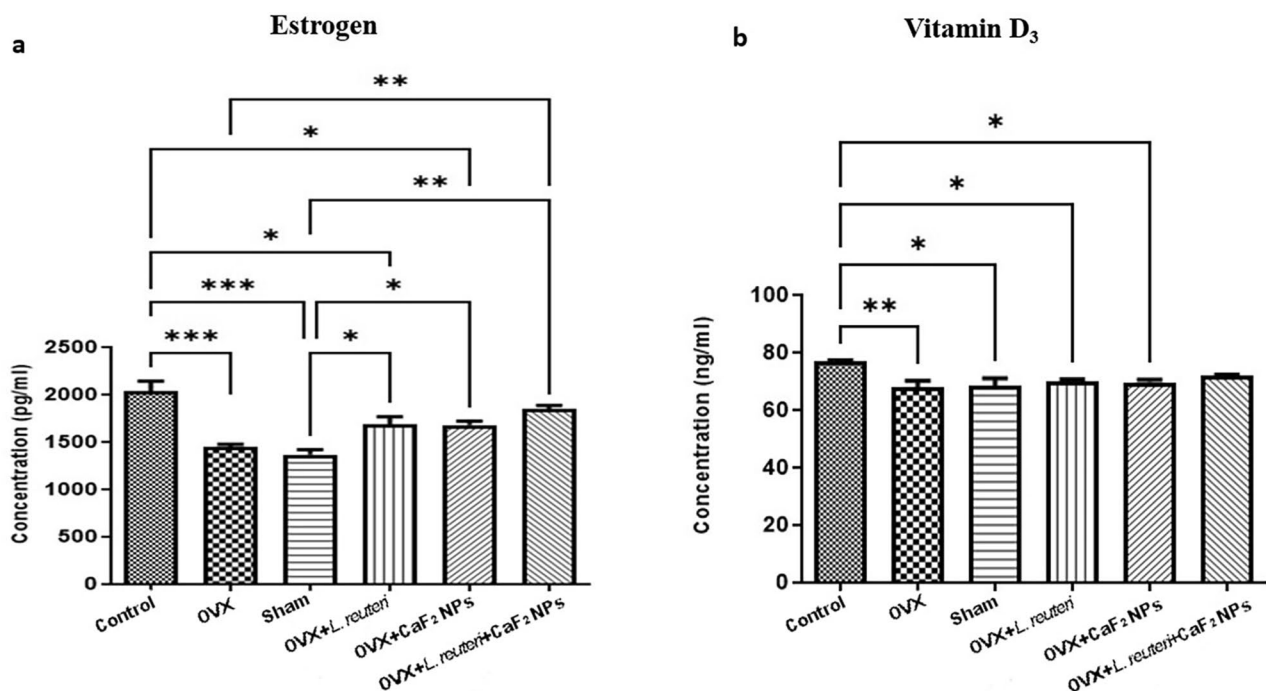 a
Estrogen
**
*
**
*
***
*
***
*
Concentration (pg/ml)
2500
2000
1500
1000
500
0
Control
OVX
Sham
OVX+L. reuteri
OVX+CaF₂ NPs
OVX+L. reuteri+CaF₂ NPs
b
Vitamin D₃
*
*
*
**
Concentration (ng/ml)
100
80
60
40
20
0
Control
OVX
Sham
OVX+L. reuteri
OVX+CaF₂ NPs
OVX+L. reuteri+CaF₂ NPs